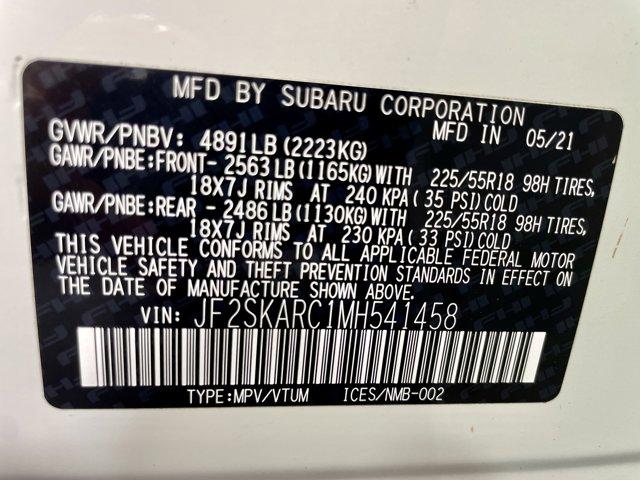 MFD BY SUBARU CORPORATION
GVWR/PNBV: 4891LB (2223KG) MFD IN 05/21
GAWR/PNBE:FRONT- 2563 LB (1165KG) WITH 225/55R18 98H TIRES,
18X7J RIMS AT 240 KPA (35 PSI) COLD
GAWR/PNBE:REAR - 2486 LB (1130KG) WITH 225/55R18 98H TIRES,
18X7J RIMS AT 230 KPA (33 PSI) COLD
THIS VEHICLE CONFORMS TO ALL APPLICABLE FEDERAL MOTOR
VEHICLE SAFETY AND THEFT PREVENTION STANDARDS IN EFFECT ON
THE DATE OF MANUFACTURE SHOWN ABOVE.
VIN: JF2SKARC1MH541458
TYPE:MPV/VTUM ICES/NMB-002